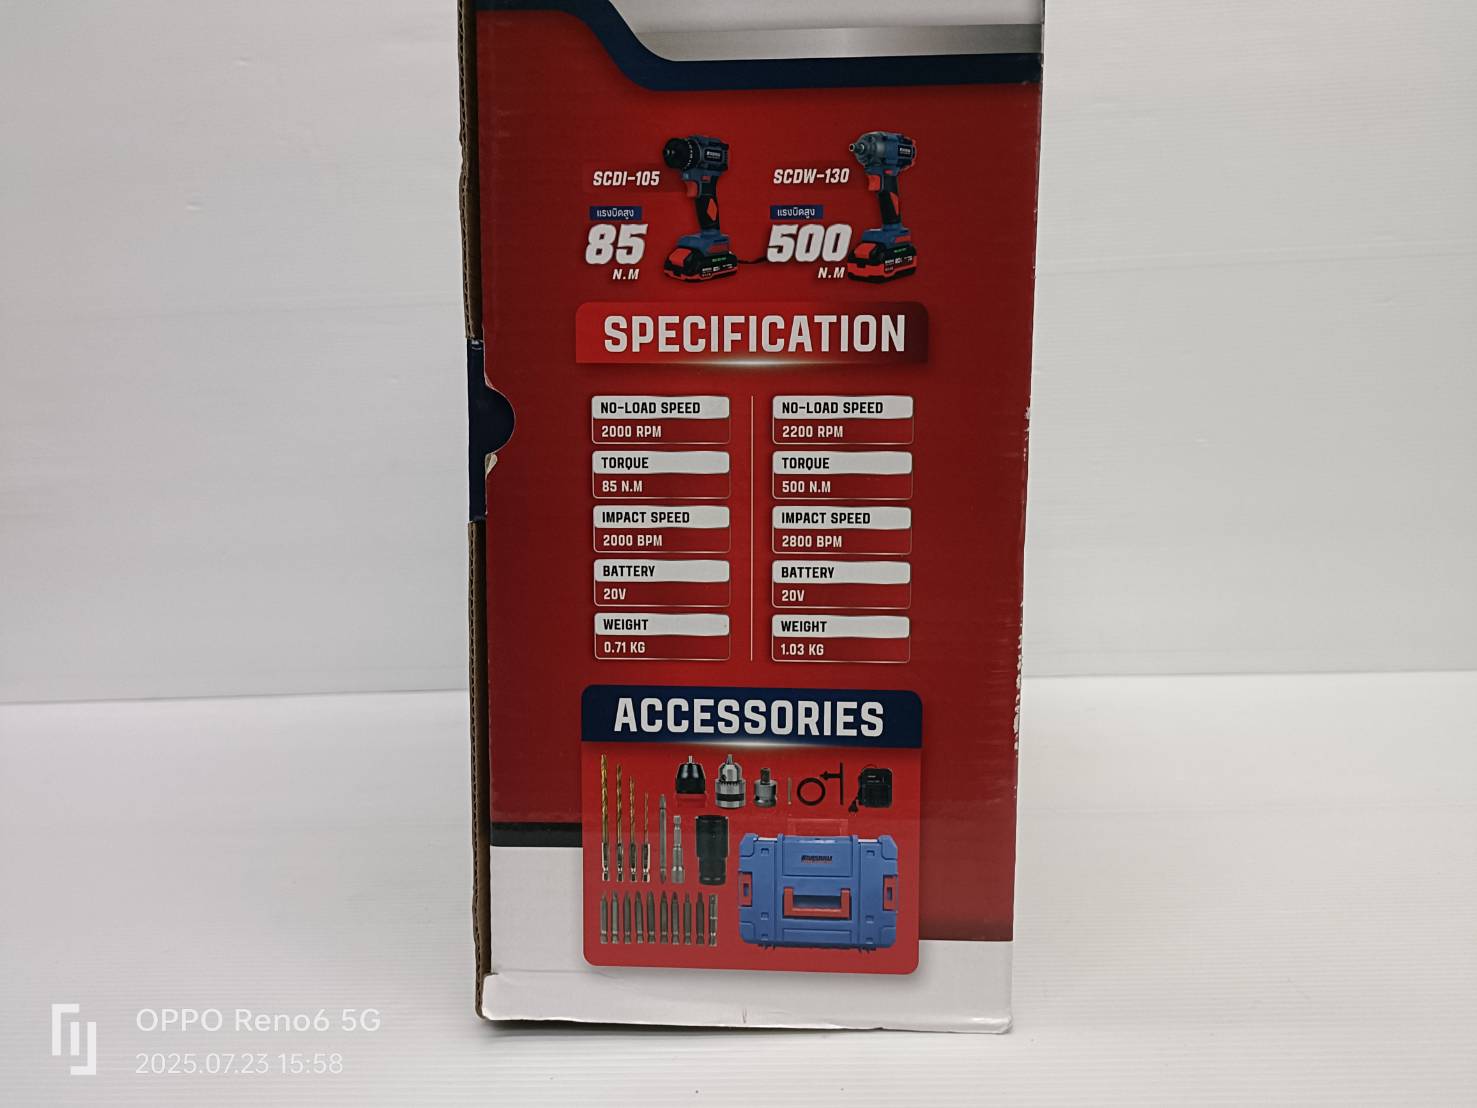 SCDI-105
แรงบิดสูง
85
N.M
SCDW-130
แรงบิดสูง
500
N.M
SPECIFICATION
NO-LOAD SPEED
2000 RPM
TORQUE
85 N.M
IMPACT SPEED
2000 BPM
BATTERY
20V
WEIGHT
0.71 KG
NO-LOAD SPEED
2200 RPM
TORQUE
500 N.M
IMPACT SPEED
2800 BPM
BATTERY
20V
WEIGHT
1.03 KG
ACCESSORIES
OPPO Reno6 5G
2025.07.23 15:58